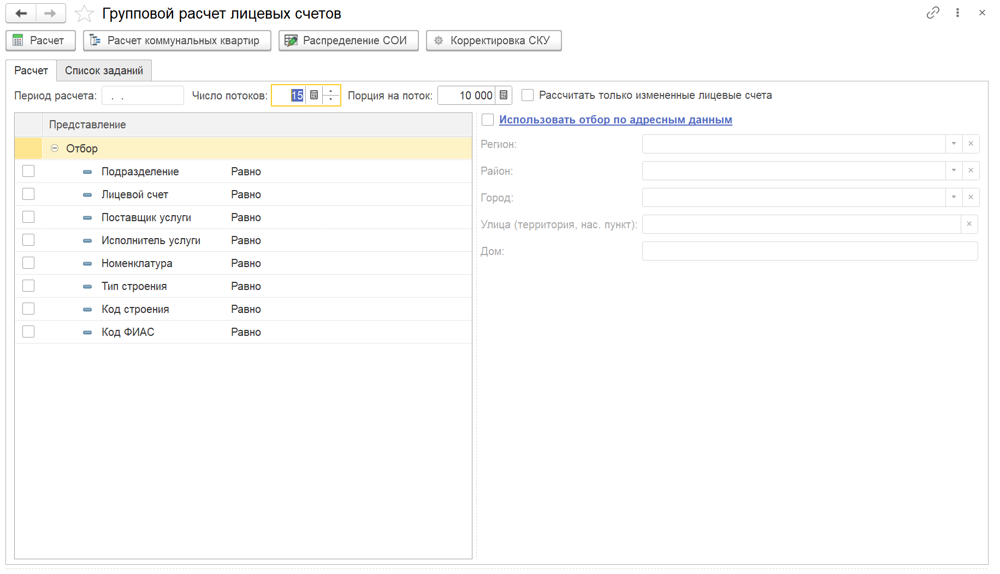 Групповой расчет лицевых счетов
Расчет Расчет коммунальных квартир Распределение СОИ Корректировка СКУ
Расчет Список заданий
Период расчета: . . Число потоков: 15 Порция на поток: 10 000 Рассчитать только измененные лицевые счета
Представление
Отбор
Подразделение Равно
Лицевой счет Равно
Поставщик услуги Равно
Исполнитель услуги Равно
Номенклатура Равно
Тип строения Равно
Код строения Равно
Код ФИАС Равно
Использовать отбор по адресным данным
Регион:
Район:
Город:
Улица (территория, нас. пункт):
Дом: